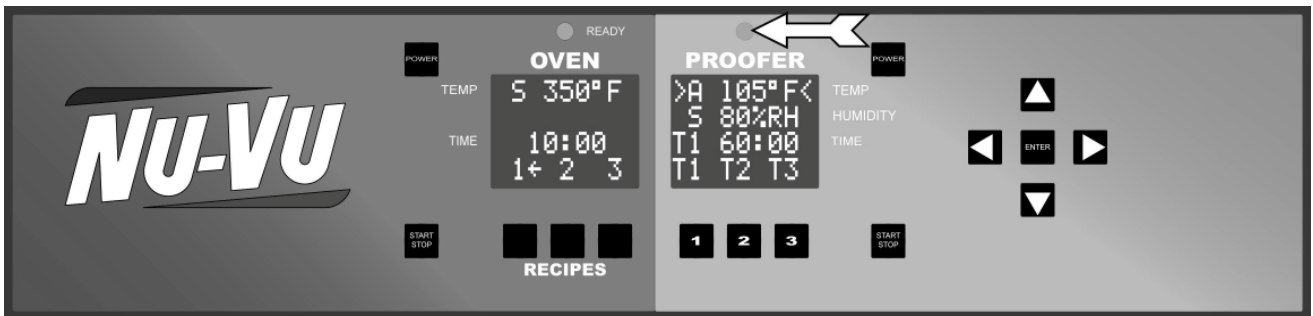 READY
POWER
OVEN
PROOFER
POWER
TEMP
S 350°F
>A 105°F<
TEMP
S 80%RH
HUMIDITY
TIME
10:00
T1 60:00
TIME
1← 2 3
T1 T2 T3
NU-VU
ENTER
START
STOP
1 2 3
START
STOP
RECIPES